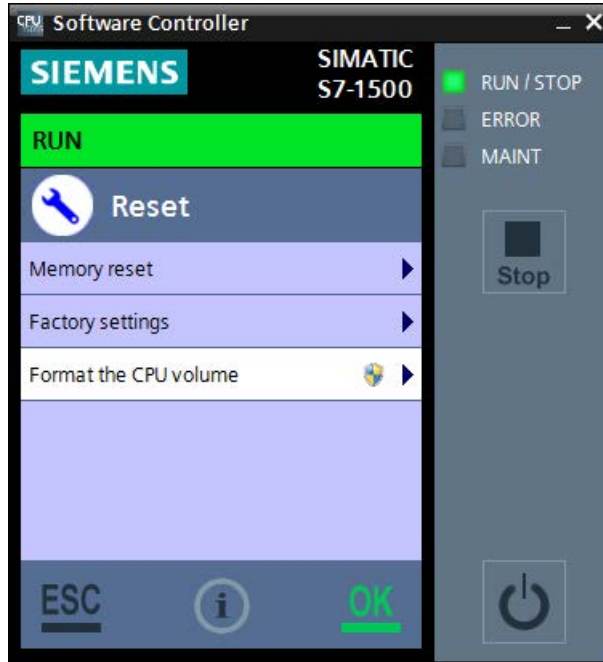 CPU Software Controller
SIEMENS
SIMATIC
S7-1500
RUN
Reset
Memory reset
Factory settings
Format the CPU volume
ESC
i
OK
RUN / STOP
ERROR
MAINT
Stop